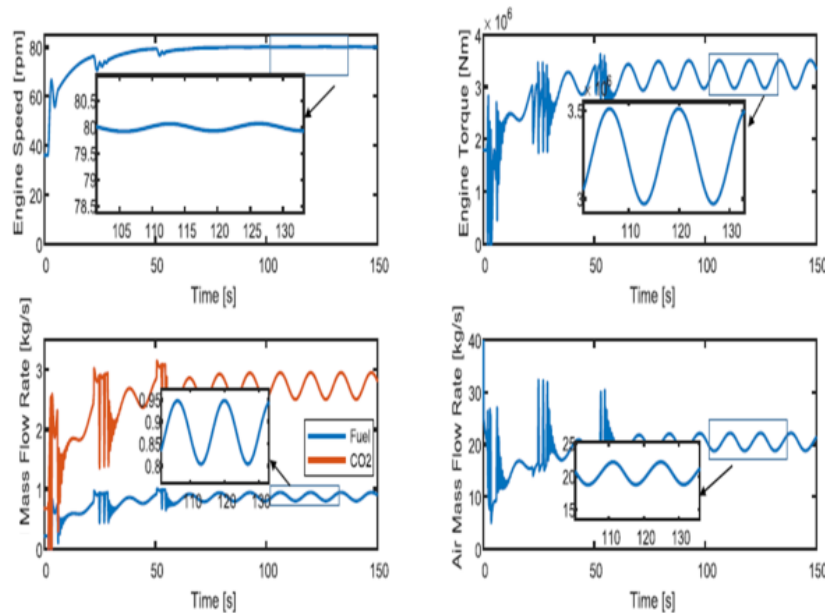 Engine Speed [rpm]
80
60
40
20
0
80.5
80
79.5
79
78.5
105 110 115 120 125 130
0 50 100 150
Time [s]
Engine Torque [Nm]
× 10⁶
4
3
2
1
0
3.5
3
110 120 130
0 50 100 150
Time [s]
Mass Flow Rate [kg/s]
3
2
1
0
0.95
0.9
0.85
0.8
110 120 130
Fuel
CO2
0 50 100 150
Time [s]
Air Mass Flow Rate [kg/s]
40
30
20
10
0
25
20
15
110 120 130
0 50 100 150
Time [s]